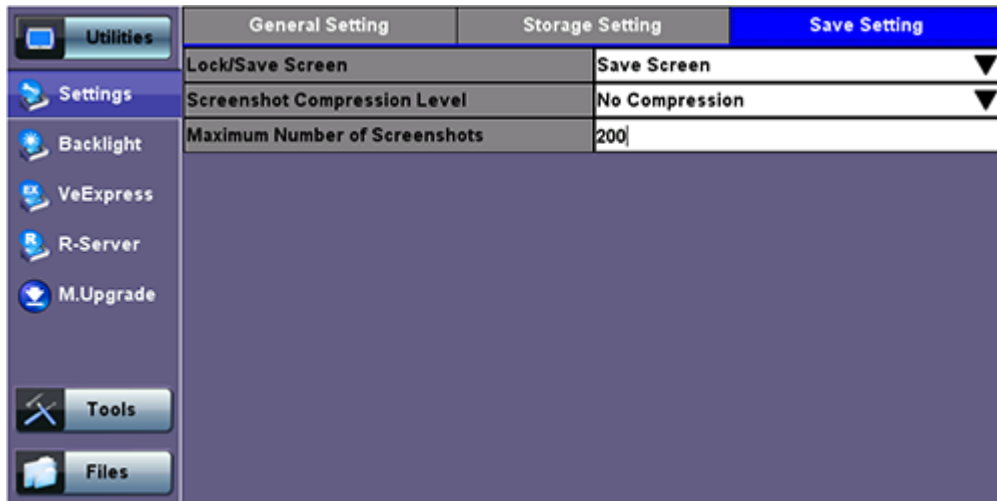 Utilities
Settings
Backlight
EX
VeExpress
R
R-Server
M.Upgrade
Tools
Files
General Setting Storage Setting Save Setting
Lock/Save Screen Save Screen
Screenshot Compression Level No Compression
Maximum Number of Screenshots 200